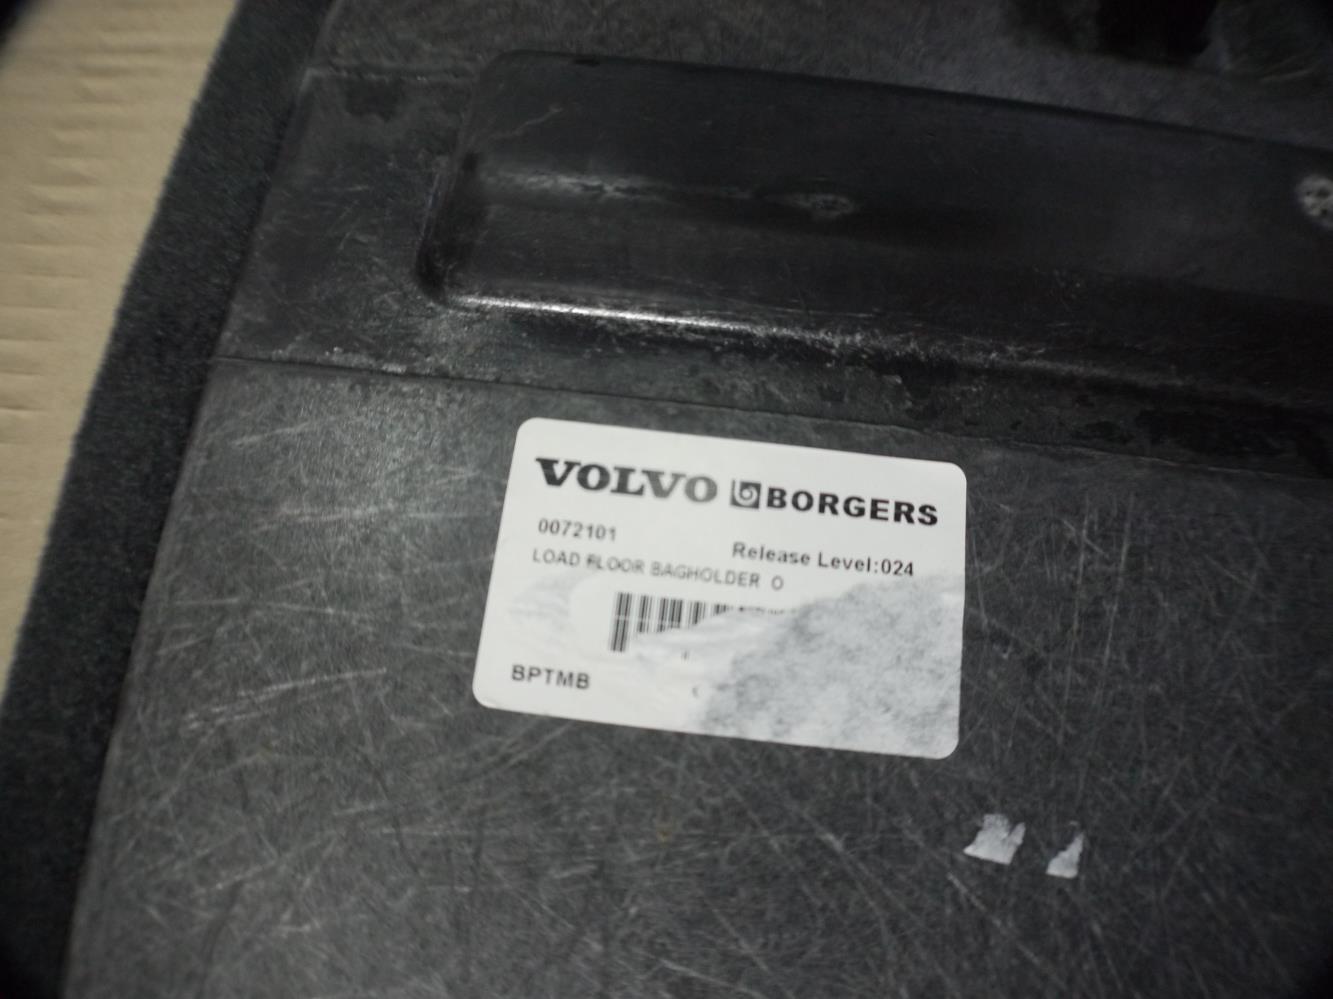 VOLVO BORGERS
0072101
Release Level:024
LOAD FLOOR BAGHOLDER O
BPTMB